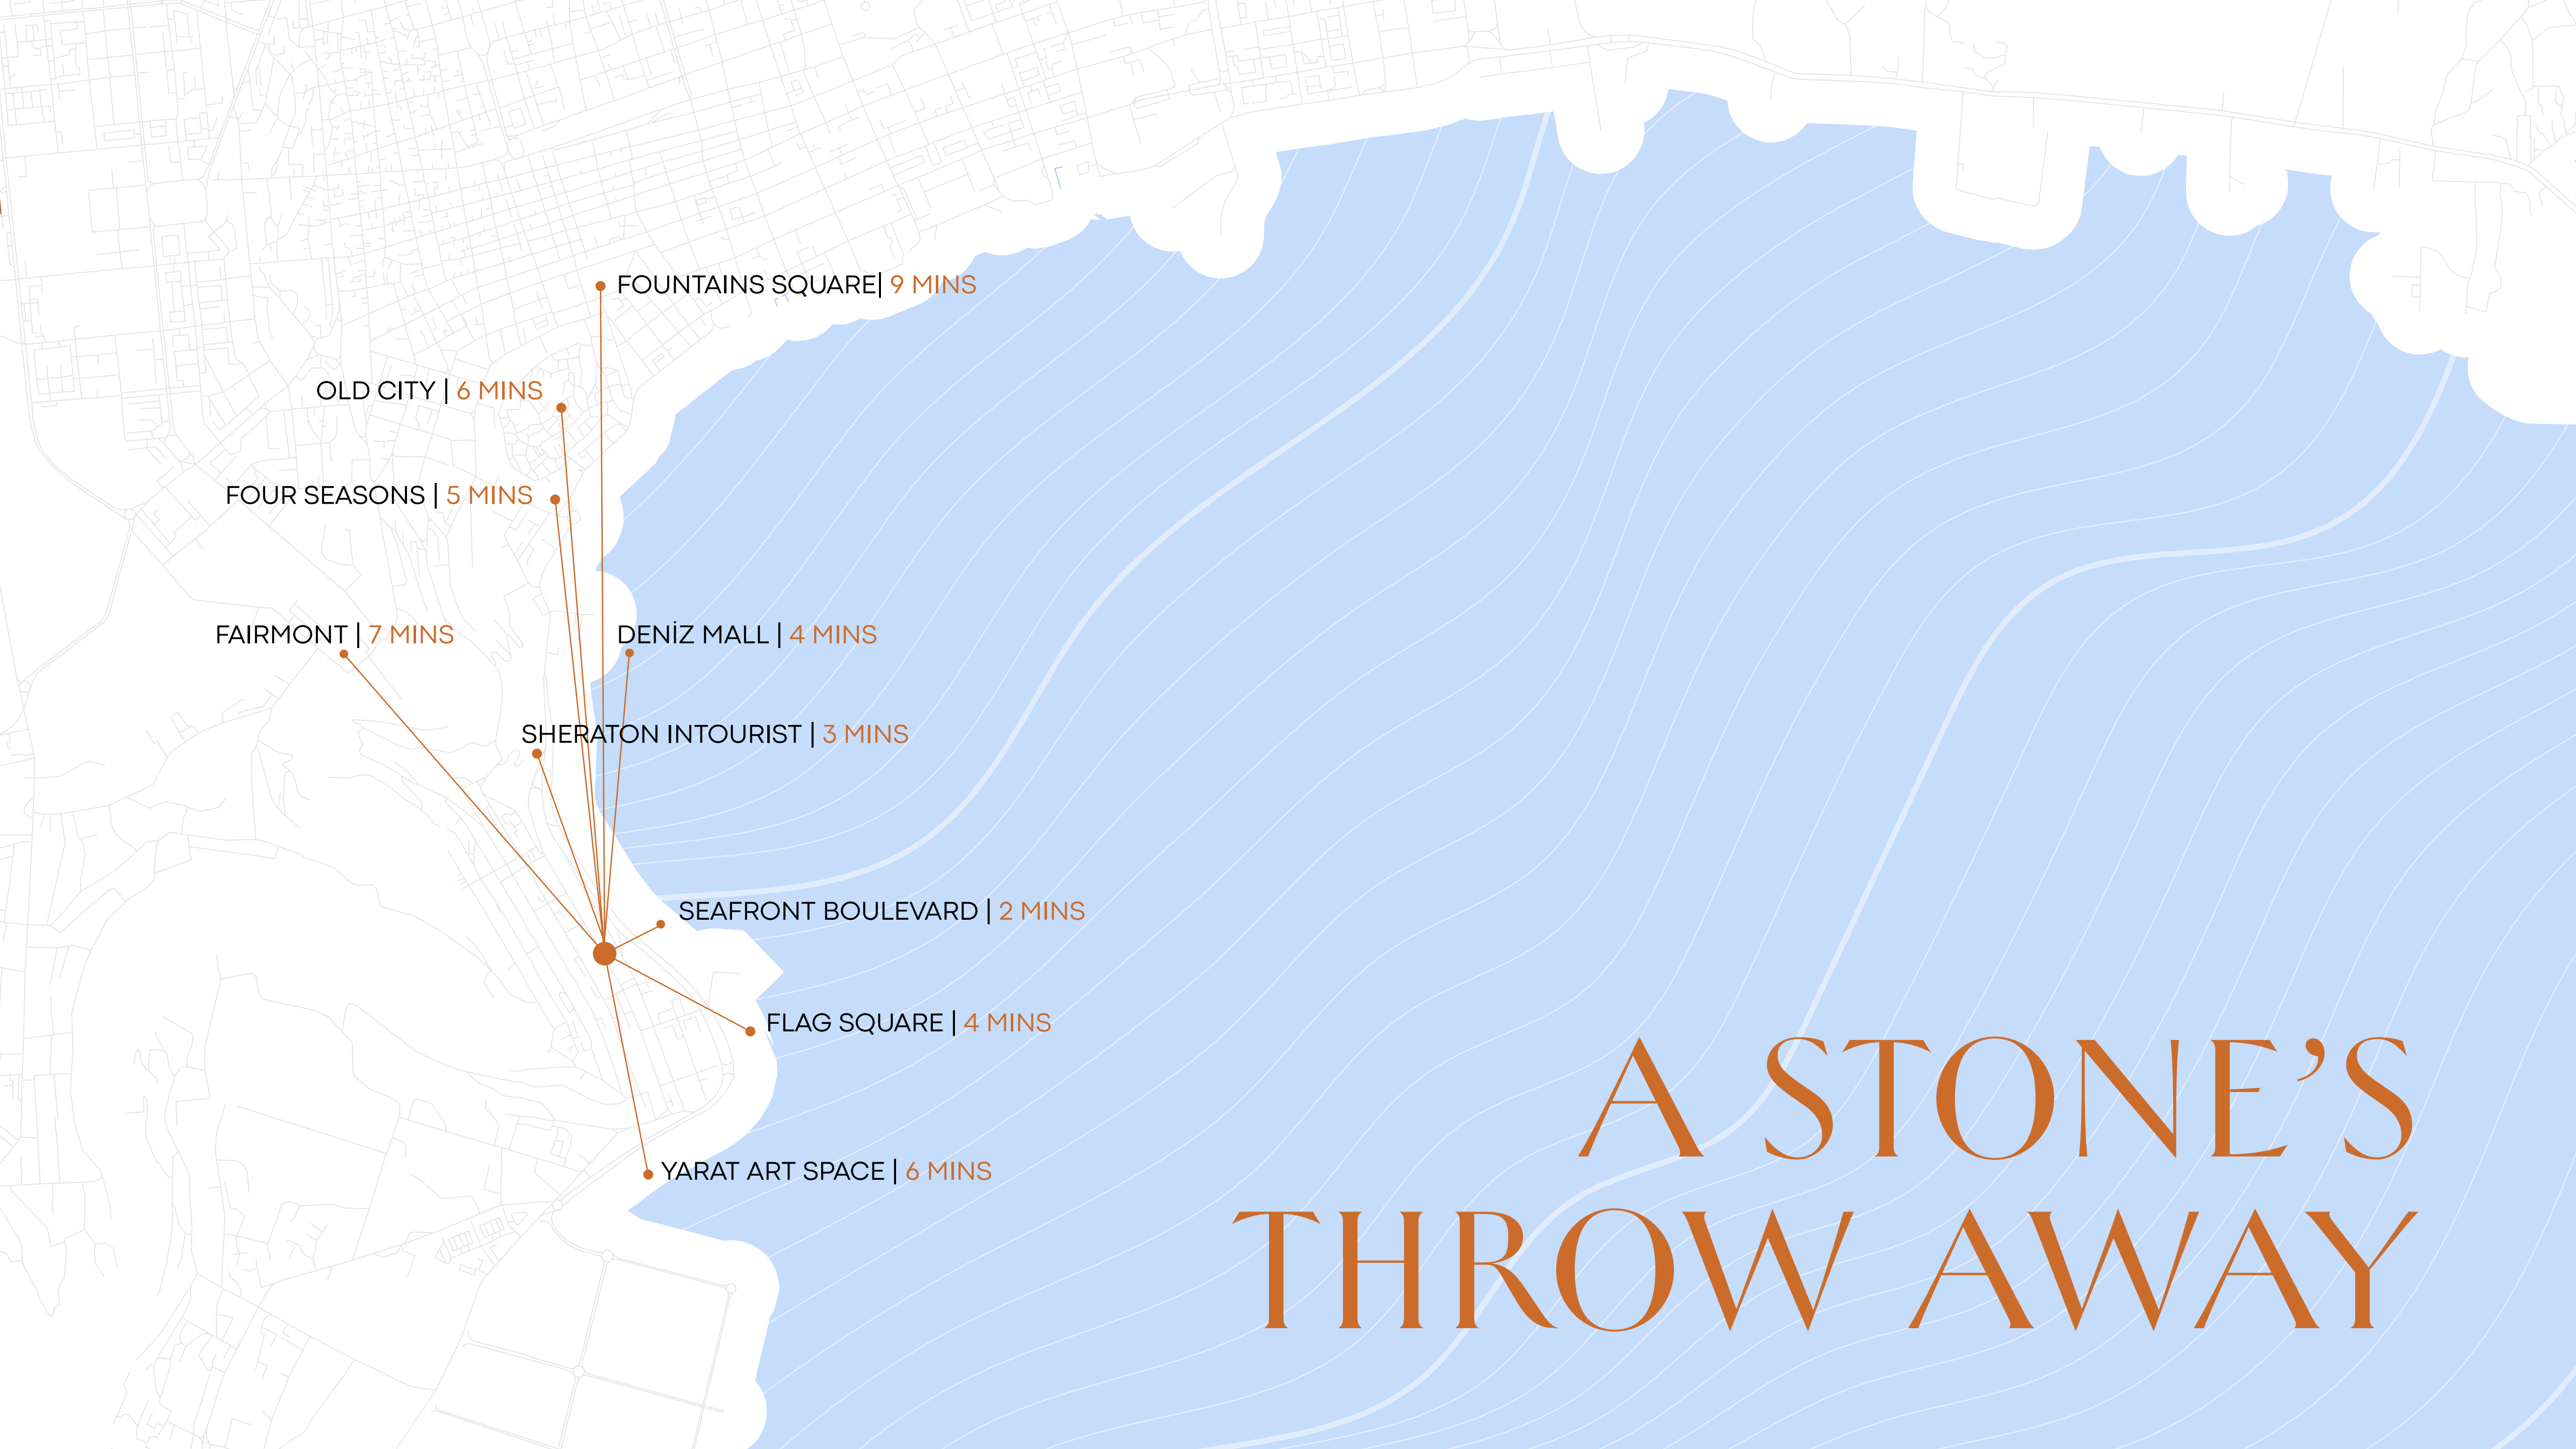 FOUNTAINS SQUARE| 9 MINS
OLD CITY | 6 MINS
FOUR SEASONS | 5 MINS
FAIRMONT | 7 MINS
DENİZ MALL | 4 MINS
SHERATON INTOURIST | 3 MINS
SEAFRONT BOULEVARD | 2 MINS
FLAG SQUARE | 4 MINS
YARAT ART SPACE | 6 MINS
A STONE’S
THROW AWAY